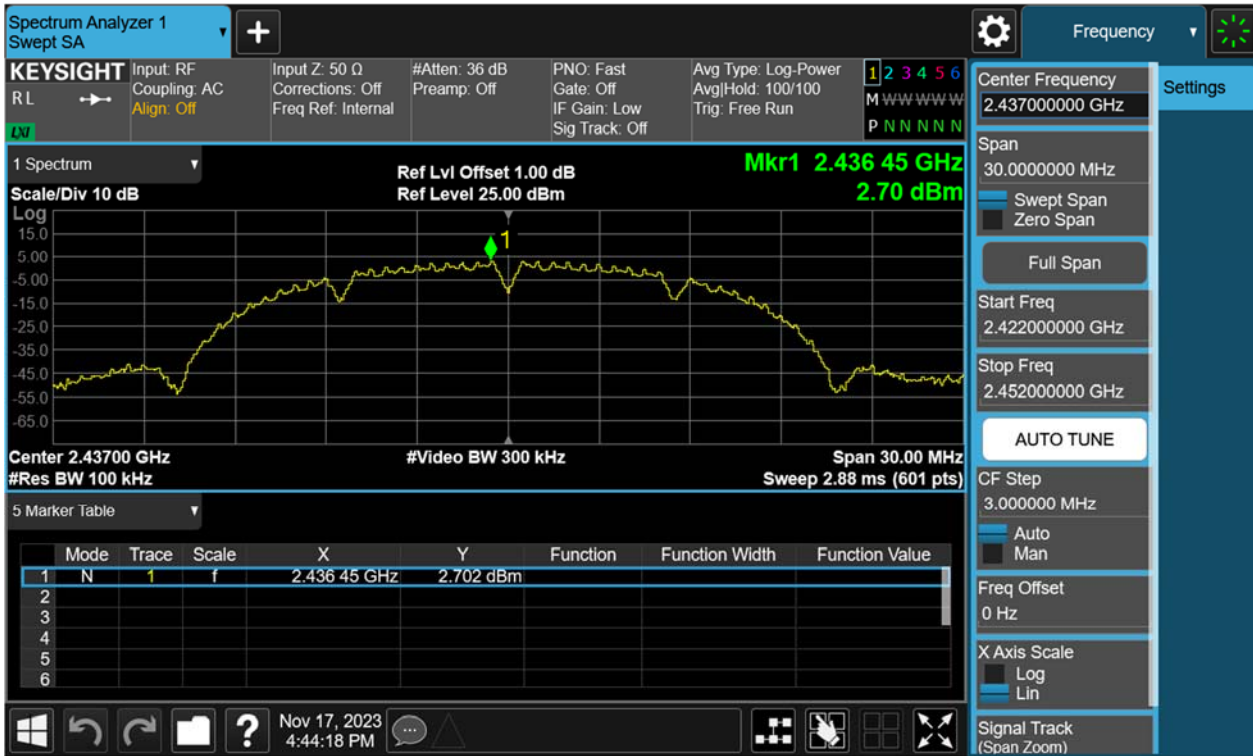 Spectrum Analyzer 1
Swept SA
+
Frequency
KEYSIGHT
RL
LXI
Input: RF
Coupling: AC
Align: Off
Input Z: 50 Ω
Corrections: Off
Freq Ref: Internal
#Atten: 36 dB
Preamp: Off
PNO: Fast
Gate: Off
IF Gain: Low
Sig Track: Off
Avg Type: Log-Power
Avg|Hold: 100/100
Trig: Free Run
1 2 3 4 5 6
M W W W W W
P N N N N N
1 Spectrum
Scale/Div 10 dB
Ref Lvl Offset 1.00 dB
Ref Level 25.00 dBm
Mkr1 2.436 45 GHz
2.70 dBm
Log
15.0
5.00
-5.00
-15.0
-25.0
-35.0
-45.0
-55.0
-65.0
1
Center 2.43700 GHz
#Video BW 300 kHz
Span 30.00 MHz
#Res BW 100 kHz
Sweep 2.88 ms (601 pts)
5 Marker Table
Mode Trace Scale X Y Function Function Width Function Value
1 N 1 f 2.436 45 GHz 2.702 dBm
2
3
4
5
6
Nov 17, 2023
4:44:18 PM
?
Center Frequency
2.437000000 GHz
Settings
Span
30.0000000 MHz
Swept Span
Zero Span
Full Span
Start Freq
2.422000000 GHz
Stop Freq
2.452000000 GHz
AUTO TUNE
CF Step
3.000000 MHz
Auto
Man
Freq Offset
0 Hz
X Axis Scale
Log
Lin
Signal Track
(Span Zoom)